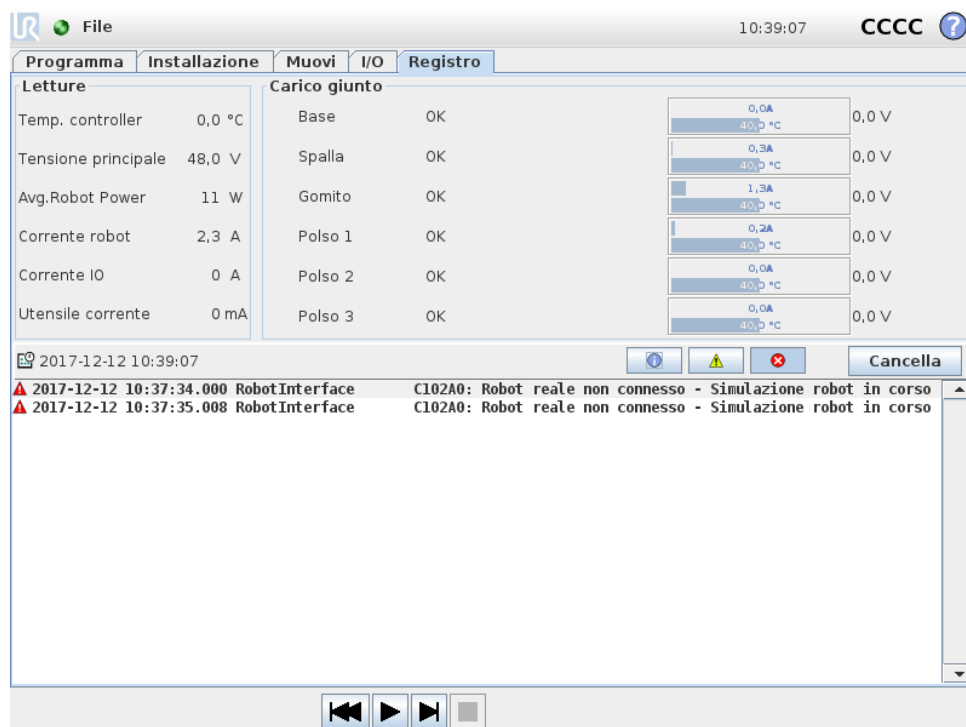 UR File 10:39:07 CCCC ?
Programma Installazione Muovi I/O Registro
Letture
Temp. controller 0,0 °C
Tensione principale 48,0 V
Avg.Robot Power 11 W
Corrente robot 2,3 A
Corrente IO 0 A
Utensile corrente 0 mA
Carico giunto
Base OK 0,0A 40,0 °C 0,0 V
Spalla OK 0,3A 40,0 °C 0,0 V
Gomito OK 1,3A 40,0 °C 0,0 V
Polso 1 OK 0,2A 40,0 °C 0,0 V
Polso 2 OK 0,0A 40,0 °C 0,0 V
Polso 3 OK 0,0A 40,0 °C 0,0 V
2017-12-12 10:39:07 Cancella
2017-12-12 10:37:34.000 RobotInterface C102A0: Robot reale non connesso - Simulazione robot in corso
2017-12-12 10:37:35.008 RobotInterface C102A0: Robot reale non connesso - Simulazione robot in corso